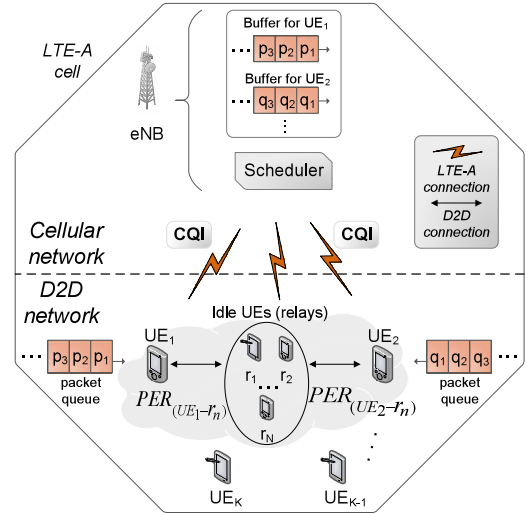 LTE-A
cell
eNB
Buffer for UE1
... p3 p2 p1
Buffer for UE2
... q3 q2 q1
Scheduler
LTE-A
connection
D2D
connection
CQI
CQI
Cellular
network
D2D
network
Idle UEs (relays)
UE1
UE2
... p3 p2 p1
packet
queue
r1 r2
...
rN
q1 q2 q3 ...
packet
queue
PER(UE1-rn)
PER(UE2-rn)
UEK
UEK-1